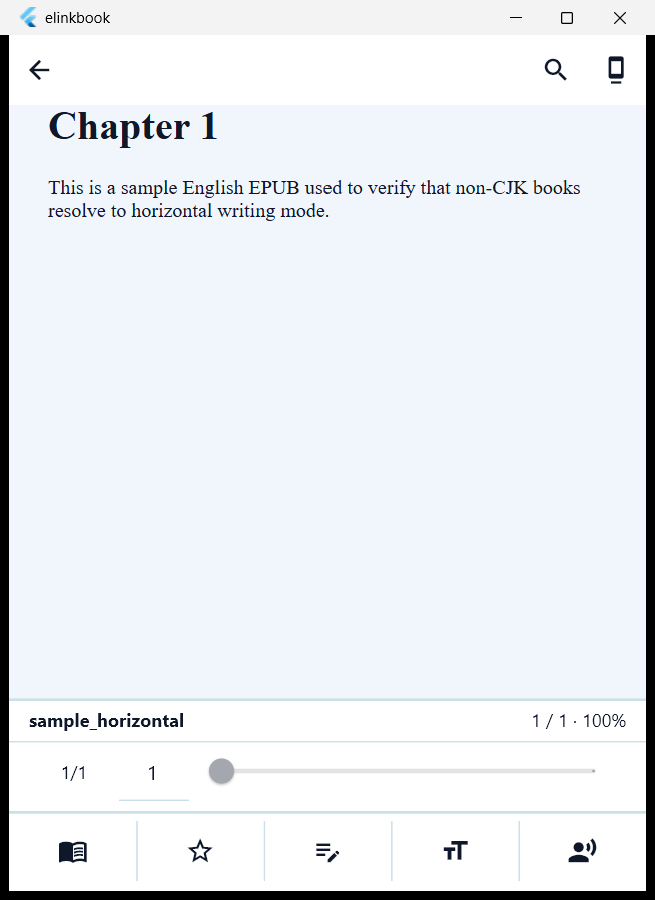 elinkbook
Chapter 1
This is a sample English EPUB used to verify that non-CJK books
resolve to horizontal writing mode.
sample_horizontal
1 / 1 · 100%
1/1
1